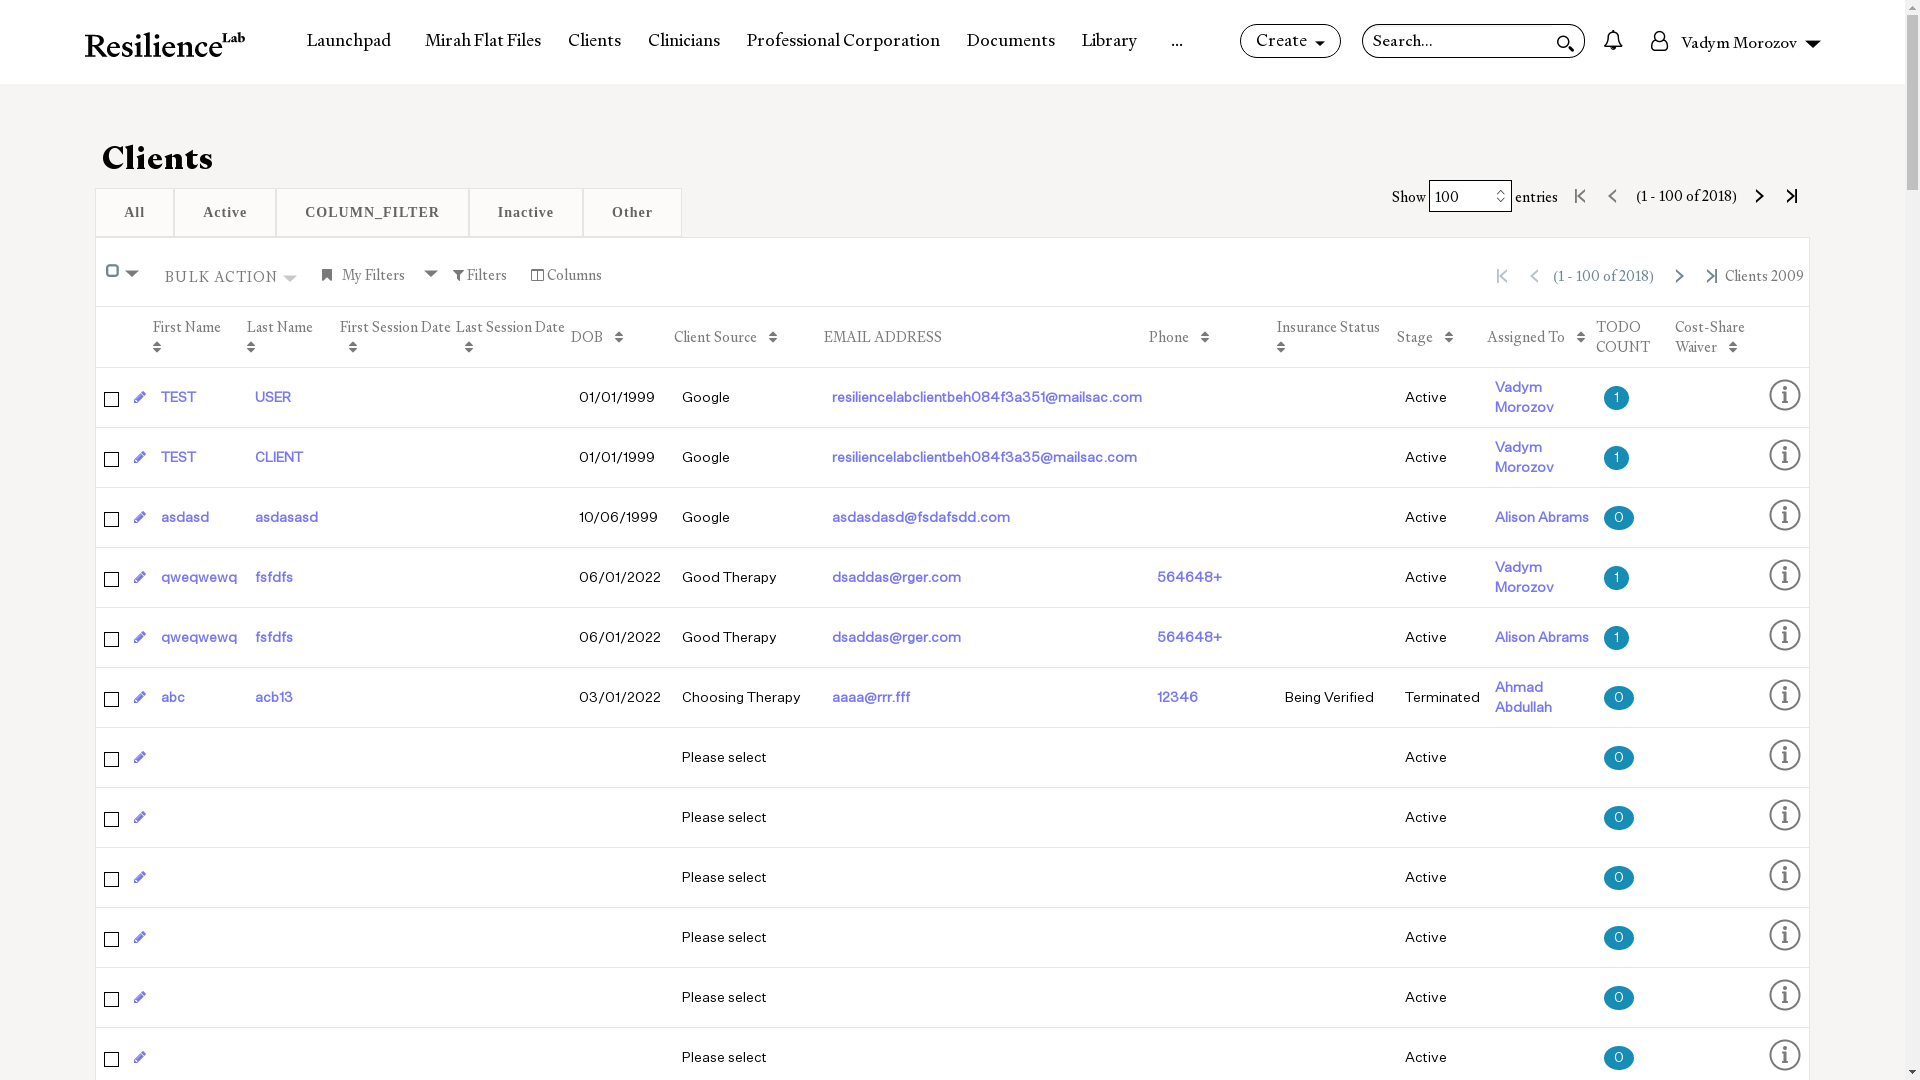 Resilience Lab Launchpad Mirah Flat Files Clients Clinicians Professional Corporation Documents Library ... Create Search... Vadym Morozov
Clients
All Active COLUMN_FILTER Inactive Other Show 100 entries (1 - 100 of 2018)
BULK ACTION My Filters Filters Columns (1 - 100 of 2018) Clients 2009
First Name Last Name First Session Date Last Session Date DOB Client Source EMAIL ADDRESS Phone Insurance Status Stage Assigned To TODO COUNT Cost-Share Waiver
TEST USER 01/01/1999 Google resiliencelabclientbeh084f3a351@mailsac.com Active Vadym Morozov 1
TEST CLIENT 01/01/1999 Google resiliencelabclientbeh084f3a35@mailsac.com Active Vadym Morozov 1
asdasd asdasasd 10/06/1999 Google asdasdasd@fsdafsdd.com Active Alison Abrams 0
qweqwewq fsfdfs 06/01/2022 Good Therapy dsaddas@rger.com 564648+ Active Vadym Morozov 1
qweqwewq fsfdfs 06/01/2022 Good Therapy dsaddas@rger.com 564648+ Active Alison Abrams 1
abc acb13 03/01/2022 Choosing Therapy aaaa@rrr.fff 12346 Being Verified Terminated Ahmad Abdullah 0
Please select Active 0
Please select Active 0
Please select Active 0
Please select Active 0
Please select Active 0
Please select Active 0